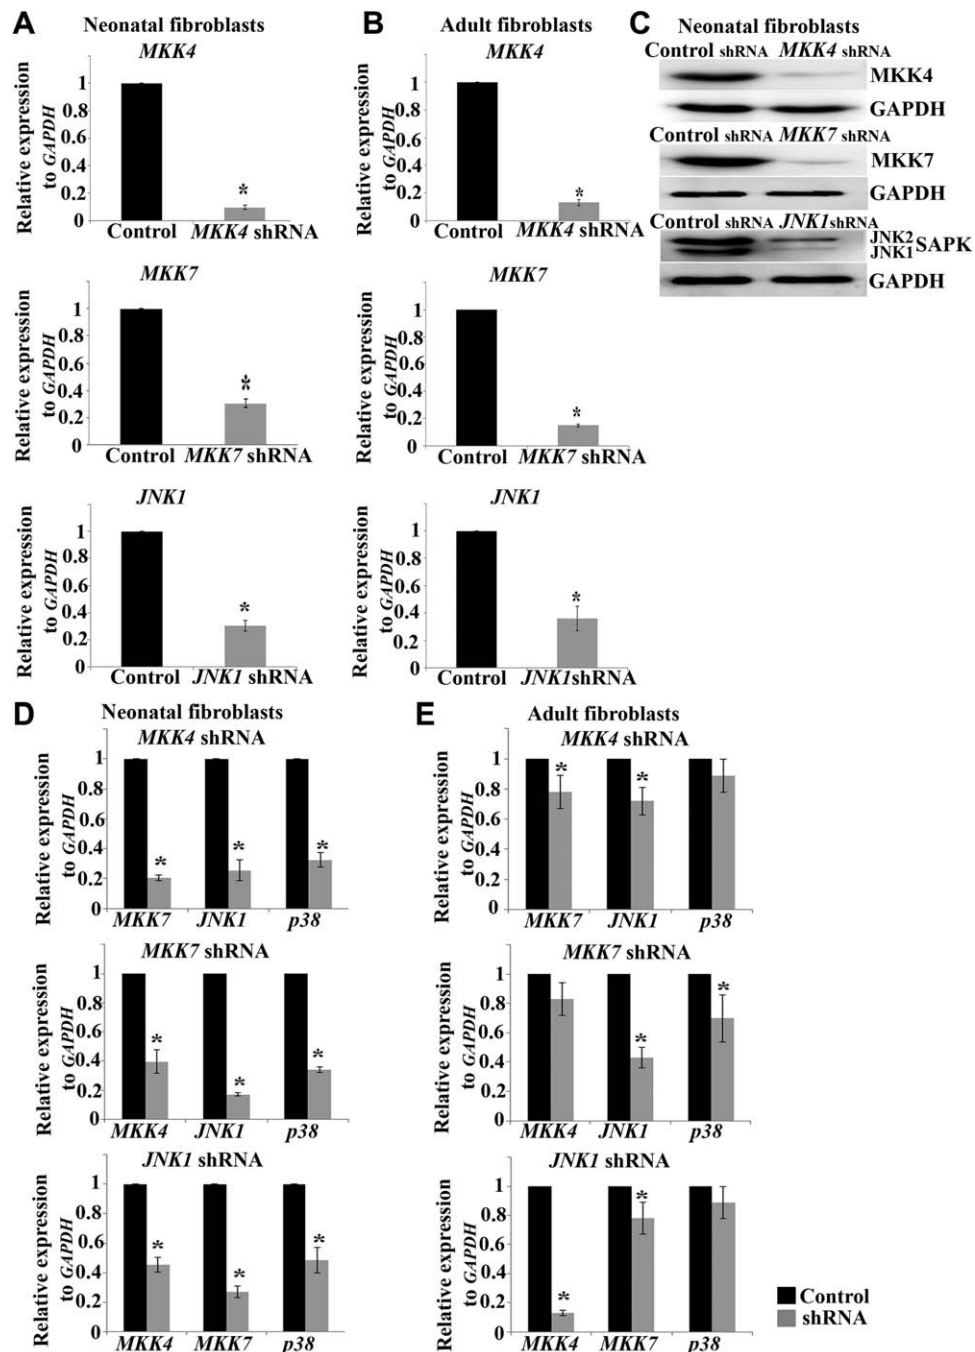 A
Neonatal fibroblasts
MKK4
Relative expression
to GAPDH
1
0.8
0.6
0.4
0.2
0
*
Control MKK4 shRNA
MKK7
Relative expression
to GAPDH
1
0.8
0.6
0.4
0.2
0
*
Control MKK7 shRNA
JNK1
Relative expression
to GAPDH
1
0.8
0.6
0.4
0.2
0
*
Control JNK1 shRNA
B
Adult fibroblasts
MKK4
Relative expression
to GAPDH
1
0.8
0.6
0.4
0.2
0
*
Control MKK4 shRNA
MKK7
Relative expression
to GAPDH
1
0.8
0.6
0.4
0.2
0
*
Control MKK7 shRNA
JNK1
Relative expression
to GAPDH
1
0.8
0.6
0.4
0.2
0
*
Control JNK1shRNA
C
Neonatal fibroblasts
Control shRNA MKK4 shRNA
MKK4
GAPDH
Control shRNA MKK7 shRNA
MKK7
GAPDH
Control shRNA JNK1shRNA
JNK2
JNK1
SAPK
GAPDH
D
Neonatal fibroblasts
MKK4 shRNA
Relative expression
to GAPDH
1
0.8
0.6
0.4
0.2
0
* * *
MKK7 JNK1 p38
MKK7 shRNA
Relative expression
to GAPDH
1
0.8
0.6
0.4
0.2
0
* * *
MKK4 JNK1 p38
JNK1 shRNA
Relative expression
to GAPDH
1
0.8
0.6
0.4
0.2
0
* * *
MKK4 MKK7 p38
E
Adult fibroblasts
MKK4 shRNA
Relative expression
to GAPDH
1
0.8
0.6
0.4
0.2
0
* *
MKK7 JNK1 p38
MKK7 shRNA
Relative expression
to GAPDH
1
0.8
0.6
0.4
0.2
0
* *
MKK4 JNK1 p38
JNK1 shRNA
Relative expression
to GAPDH
1
0.8
0.6
0.4
0.2
0
* *
MKK4 MKK7 p38
Control
shRNA